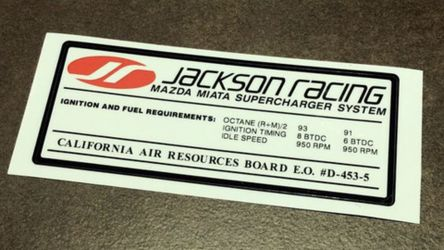 JR Jackson racing
MAZDA MIATA SUPERCHARGER SYSTEM
IGNITION AND FUEL REQUIREMENTS: OCTANE (R+M)/2 93 91
IGNITION TIMING 8 BTDC 6 BTDC
IDLE SPEED 950 RPM 950 RPM
CALIFORNIA AIR RESOURCES BOARD E.O. #D-453-5